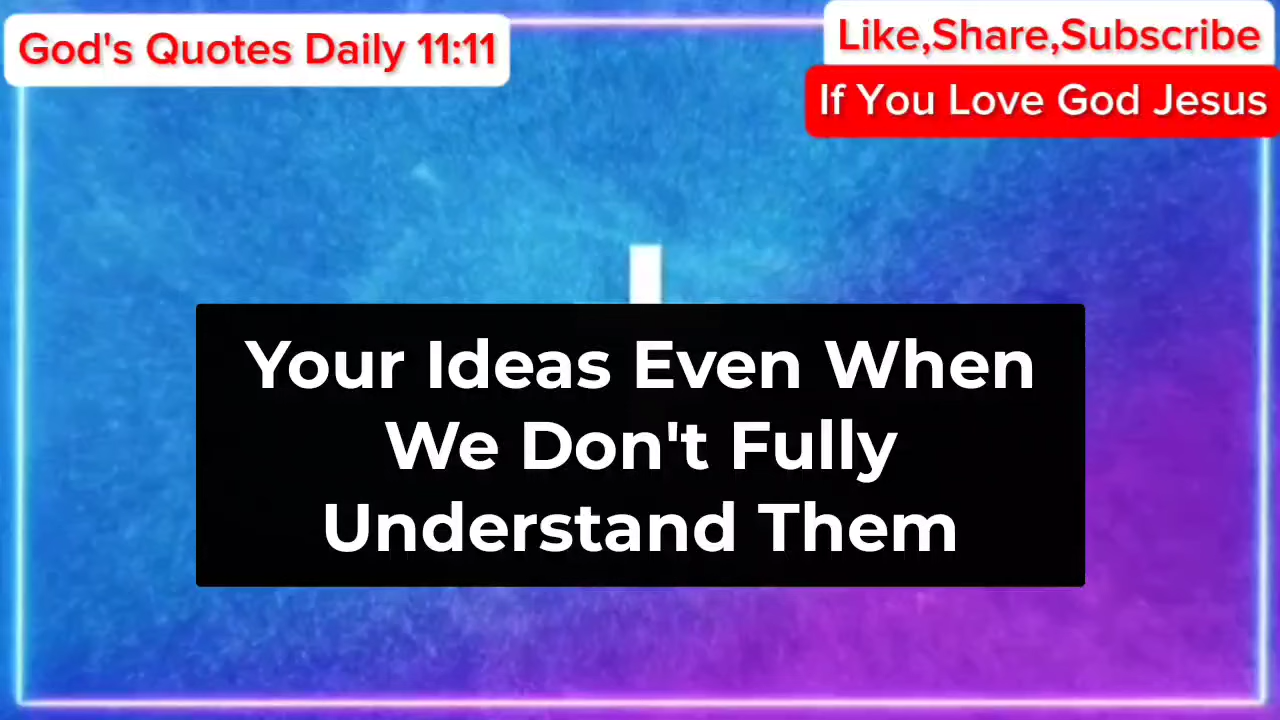 God's Quotes Daily 11:11
Like,Share,Subscribe
If You Love God Jesus
Your Ideas Even When
We Don't Fully
Understand Them